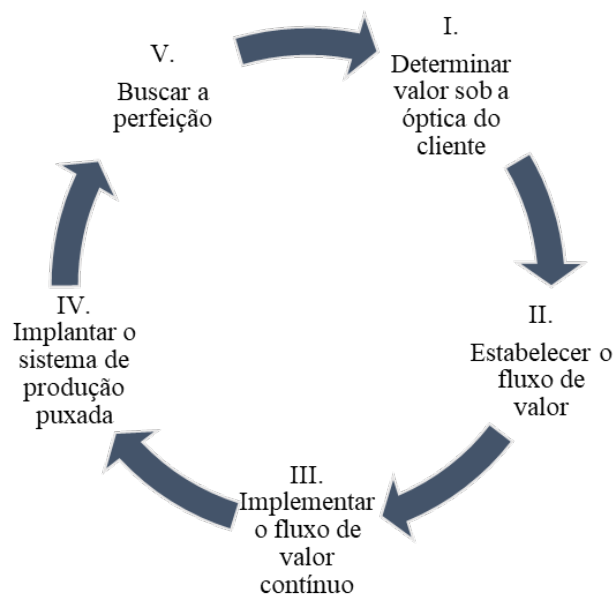 I.
Determinar
valor sob a
óptica do
cliente
II.
Estabelecer o
fluxo de
valor
III.
Implementar
o fluxo de
valor
contínuo
IV.
Implantar o
sistema de
produção
puxada
V.
Buscar a
perfeição